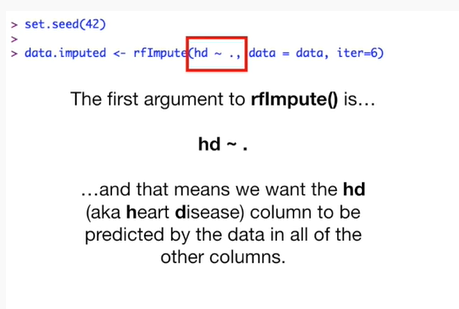 > set.seed(42)
>
> data.imputed <- rfImpute(hd ~ ., data = data, iter=6)
The first argument to rfImpute() is…
hd ~ .
…and that means we want the hd
(aka heart disease) column to be
predicted by the data in all of the
other columns.